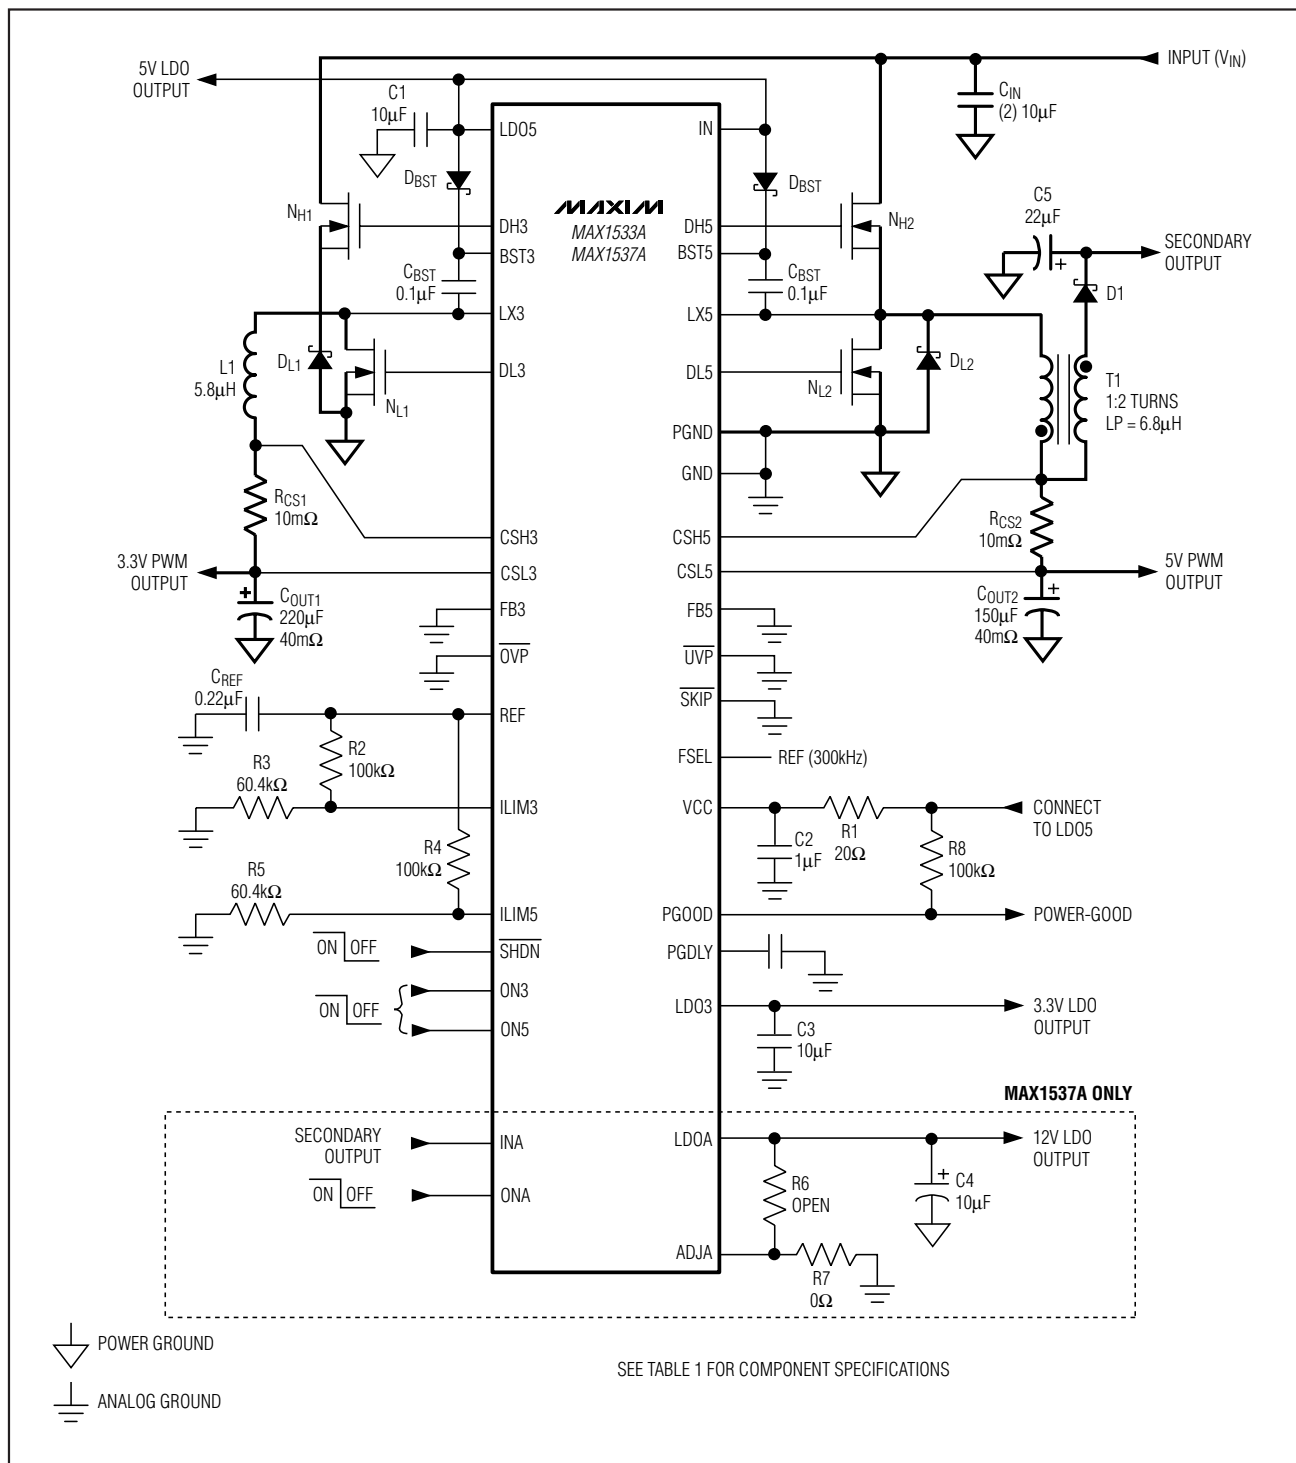 INPUT (VIN)
5V LDO
OUTPUT
C1
10μF
CIN
(2) 10μF
LDO5
IN
DBST
DBST
MAXIM
MAX1533A
MAX1537A
NH1
DH3
DH5
NH2
C5
22μF
+
SECONDARY
OUTPUT
BST3
BST5
CBST
0.1μF
CBST
0.1μF
D1
LX3
LX5
L1
5.8μH
DL1
NL1
DL3
DL5
NL2
DL2
T1
1:2 TURNS
LP = 6.8μH
PGND
GND
RCS1
10mΩ
RCS2
10mΩ
CSH3
CSH5
3.3V PWM
OUTPUT
CSL3
CSL5
5V PWM
OUTPUT
+
COUT1
220μF
40mΩ
+
COUT2
150μF
40mΩ
FB3
FB5
OVP
UVP
SKIP
CREF
0.22μF
REF
R2
100kΩ
R3
60.4kΩ
FSEL
REF (300kHz)
ILIM3
VCC
R1
20Ω
C2
1μF
CONNECT
TO LDO5
R8
100kΩ
R4
100kΩ
R5
60.4kΩ
ILIM5
PGOOD
POWER-GOOD
ON OFF
SHDN
PGDLY
ON OFF
ON3
ON5
LDO3
3.3V LDO
OUTPUT
C3
10μF
MAX1537A ONLY
SECONDARY
OUTPUT
INA
LDOA
12V LDO
OUTPUT
ON OFF
ONA
R6
OPEN
+
C4
10μF
ADJA
R7
0Ω
POWER GROUND
SEE TABLE 1 FOR COMPONENT SPECIFICATIONS
ANALOG GROUND